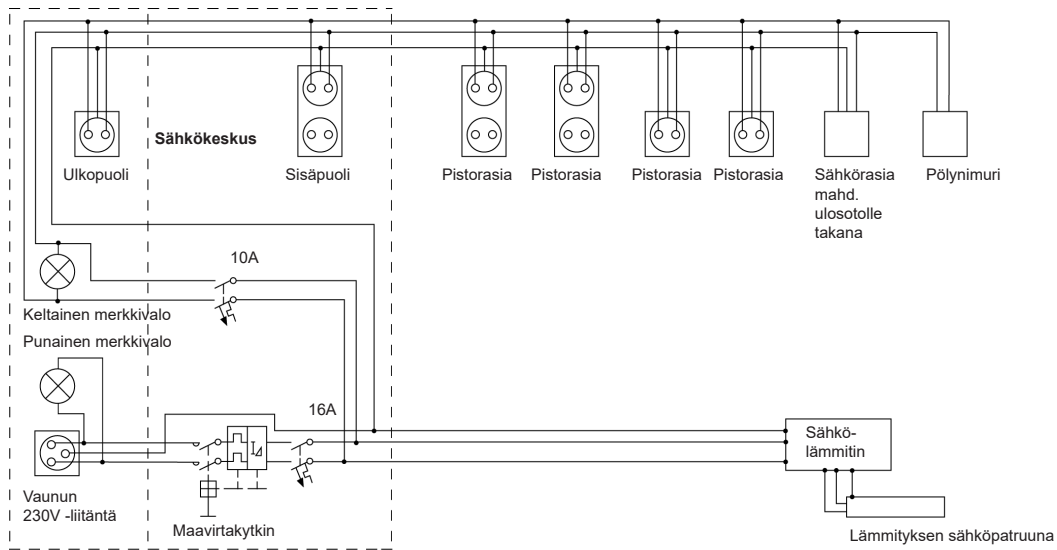 Sähkökeskus
Ulkopuoli
Sisäpuoli
Pistorasia
Pistorasia
Pistorasia
Pistorasia
Sähkörasia
mahd.
ulosotolle
takana
Pölynimuri
10A
Keltainen merkkivalo
Punainen merkkivalo
16A
I⊿
Sähkö-
lämmitin
Vaunun
230V -liitäntä
Maavirtakytkin
Lämmityksen sähköpatruuna